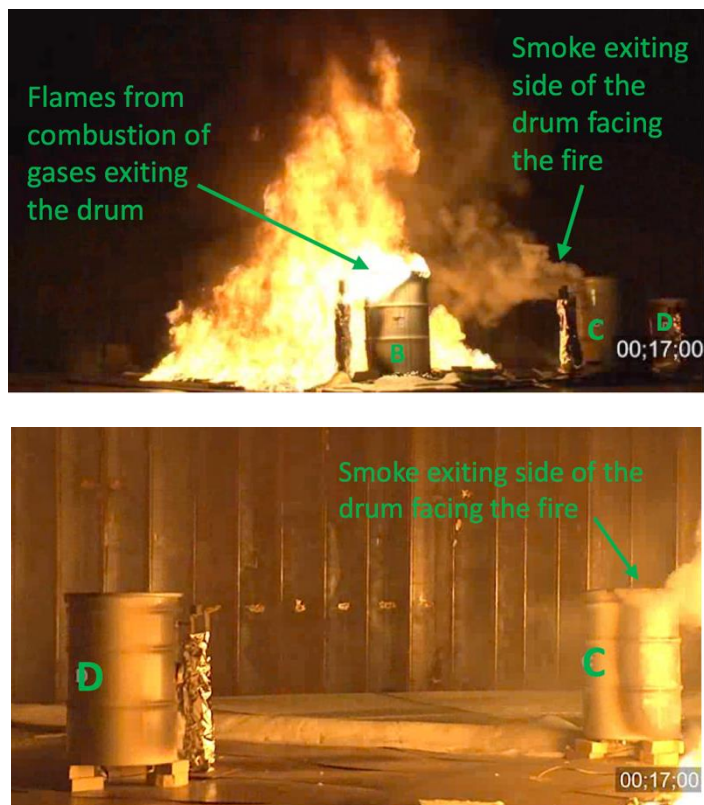 Flames from
combustion of
gases exiting
the drum
Smoke exiting
side of the
drum facing
the fire
B
C
D
00;17;00
Smoke exiting side of the
drum facing the fire
D
C
00;17;00